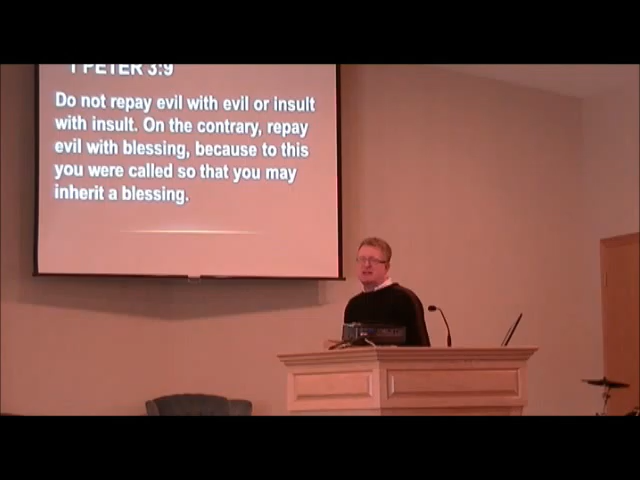 1 PETER 3:9
Do not repay evil with evil or insult
with insult. On the contrary, repay
evil with blessing, because to this
you were called so that you may
inherit a blessing.